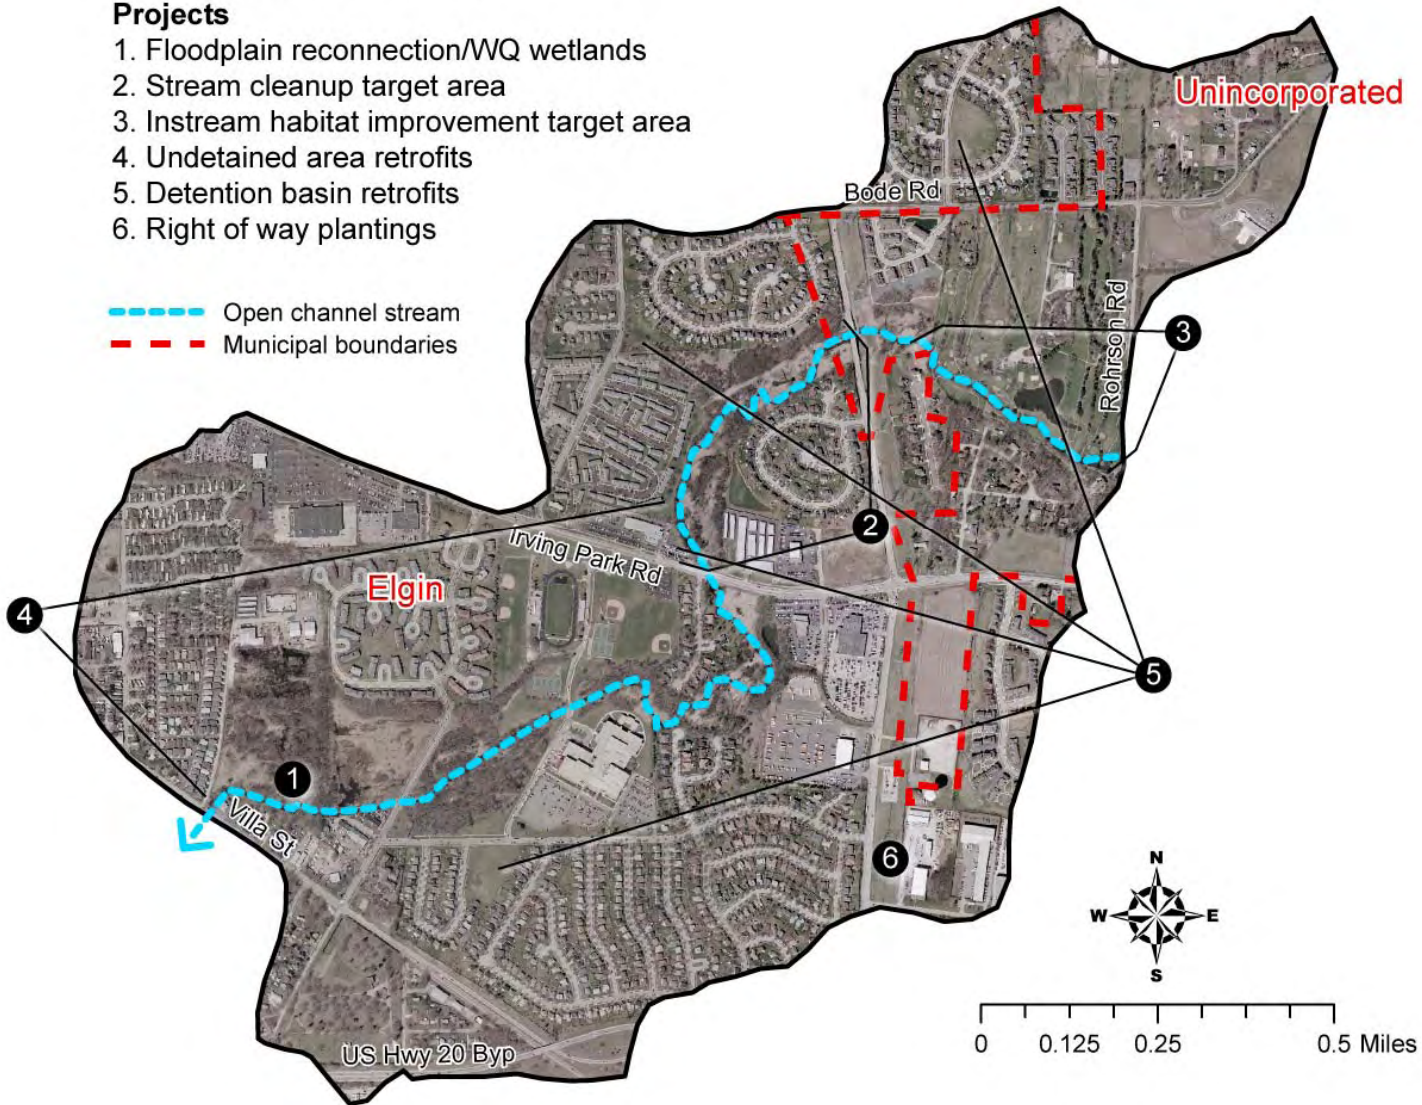 Projects
1. Floodplain reconnection/WQ wetlands
2. Stream cleanup target area
3. Instream habitat improvement target area
4. Undetained area retrofits
5. Detention basin retrofits
6. Right of way plantings
Open channel stream
Municipal boundaries
Unincorporated
Bode Rd
Rohrson Rd
3
2
Irving Park Rd
Elgin
4
5
1
Villa St
6
N
W E
S
US Hwy 20 Byp
0 0.125 0.25 0.5 Miles